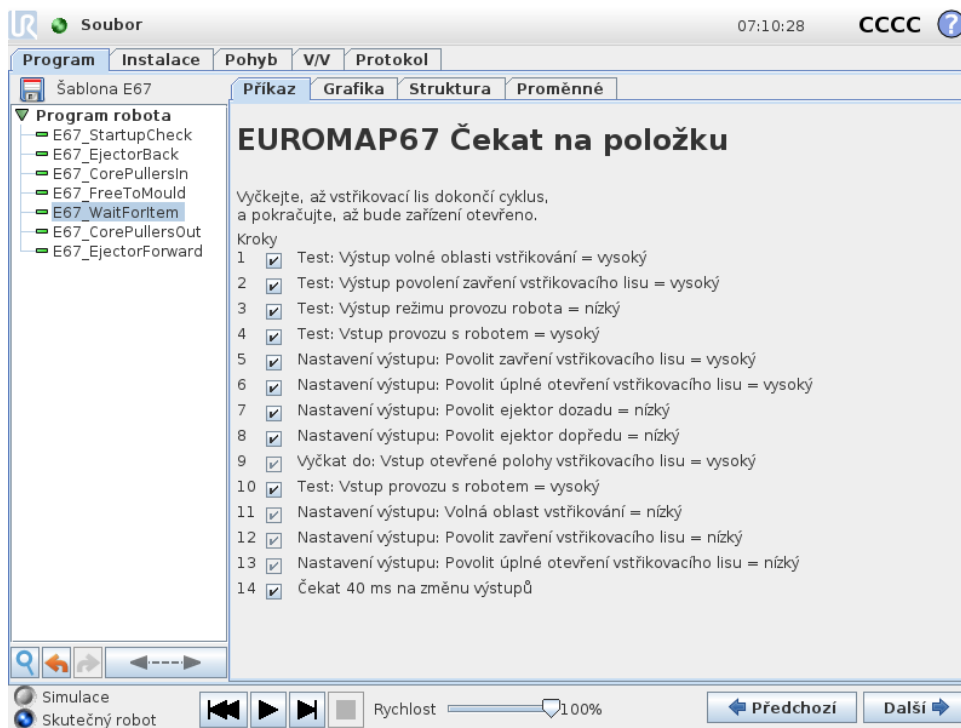 UR
Soubor
07:10:28
CCCC
?
Program
Instalace
Pohyb
V/V
Protokol
Šablona E67
Příkaz
Grafika
Struktura
Proměnné
Program robota
E67_StartupCheck
E67_EjectorBack
E67_CorePullersIn
E67_FreeToMould
E67_WaitForItem
E67_CorePullersOut
E67_EjectorForward
EUROMAP67 Čekat na položku
Vyčkejte, až vstřikovací lis dokončí cyklus,
a pokračujte, až bude zařízení otevřeno.
Kroky
1 Test: Výstup volné oblasti vstřikování = vysoký
2 Test: Výstup povolení zavření vstřikovacího lisu = vysoký
3 Test: Výstup režimu provozu robota = nízký
4 Test: Vstup provozu s robotem = vysoký
5 Nastavení výstupu: Povolit zavření vstřikovacího lisu = vysoký
6 Nastavení výstupu: Povolit úplné otevření vstřikovacího lisu = vysoký
7 Nastavení výstupu: Povolit ejektor dozadu = nízký
8 Nastavení výstupu: Povolit ejektor dopředu = nízký
9 Vyčkat do: Vstup otevřené polohy vstřikovacího lisu = vysoký
10 Test: Vstup provozu s robotem = vysoký
11 Nastavení výstupu: Volná oblast vstřikování = nízký
12 Nastavení výstupu: Povolit zavření vstřikovacího lisu = nízký
13 Nastavení výstupu: Povolit úplné otevření vstřikovacího lisu = nízký
14 Čekat 40 ms na změnu výstupů
Simulace
Skutečný robot
Rychlost
100%
Předchozí
Další